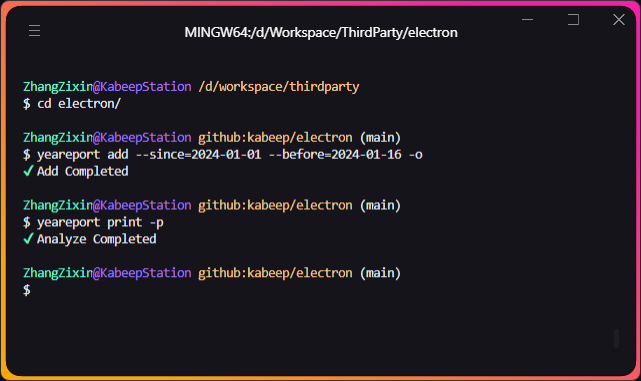 MINGW64:/d/Workspace/ThirdParty/electron
ZhangZixin@KabeepStation /d/workspace/thirdparty
$ cd electron/
ZhangZixin@KabeepStation github:kabeep/electron (main)
$ yeareport add --since=2024-01-01 --before=2024-01-16 -o
✔ Add Completed
ZhangZixin@KabeepStation github:kabeep/electron (main)
$ yeareport print -p
✔ Analyze Completed
ZhangZixin@KabeepStation github:kabeep/electron (main)
$